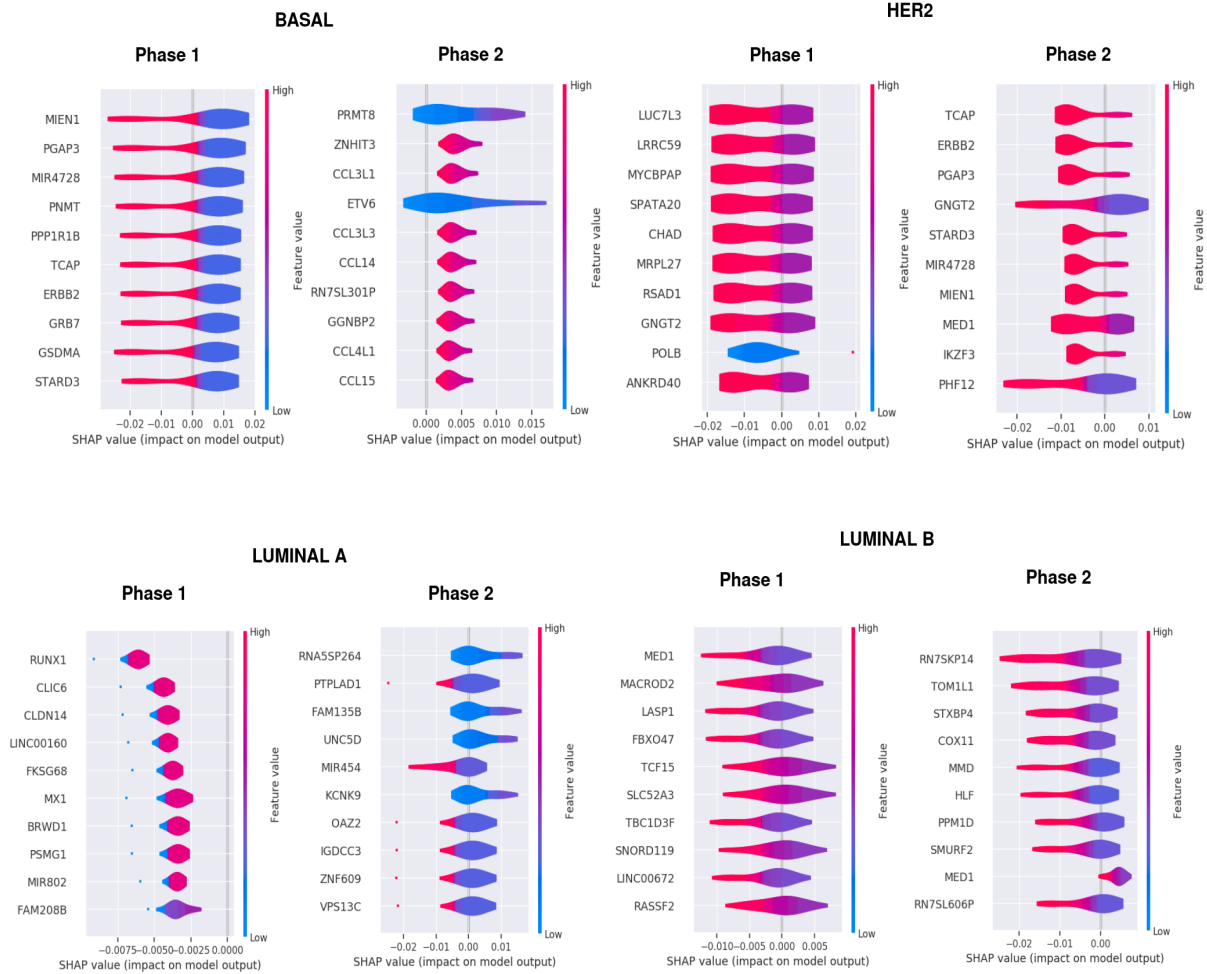 BASAL
Phase 1
High
MIEN1
PGAP3
MIR4728
PNMT
PPP1R1B
TCAP
ERBB2
GRB7
GSDMA
STARD3
Feature value
Low
−0.02 −0.01 0.00 0.01 0.02
SHAP value (impact on model output)
Phase 2
High
PRMT8
ZNHIT3
CCL3L1
ETV6
CCL3L3
CCL14
RN7SL301P
GGNBP2
CCL4L1
CCL15
Feature value
Low
0.000 0.005 0.010 0.015
SHAP value (impact on model output)
HER2
Phase 1
High
LUC7L3
LRRC59
MYCBPAP
SPATA20
CHAD
MRPL27
RSAD1
GNGT2
POLB
ANKRD40
Feature value
Low
−0.02 −0.01 0.00 0.01 0.02
SHAP value (impact on model output)
Phase 2
High
TCAP
ERBB2
PGAP3
GNGT2
STARD3
MIR4728
MIEN1
MED1
IKZF3
PHF12
Feature value
Low
−0.02 −0.01 0.00 0.01
SHAP value (impact on model output)
LUMINAL A
Phase 1
High
RUNX1
CLIC6
CLDN14
LINC00160
FKSG68
MX1
BRWD1
PSMG1
MIR802
FAM208B
Feature value
Low
−0.0075−0.0050−0.0025 0.0000
SHAP value (impact on model output)
Phase 2
High
RNA5SP264
PTPLAD1
FAM135B
UNC5D
MIR454
KCNK9
OAZ2
IGDCC3
ZNF609
VPS13C
Feature value
Low
−0.02 −0.01 0.00 0.01
SHAP value (impact on model output)
LUMINAL B
Phase 1
High
MED1
MACROD2
LASP1
FBXO47
TCF15
SLC52A3
TBC1D3F
SNORD119
LINC00672
RASSF2
Feature value
Low
−0.010−0.005 0.000 0.005
SHAP value (impact on model output)
Phase 2
High
RN7SKP14
TOM1L1
STXBP4
COX11
MMD
HLF
PPM1D
SMURF2
MED1
RN7SL606P
Feature value
Low
−0.02 −0.01 0.00
SHAP value (impact on model output)